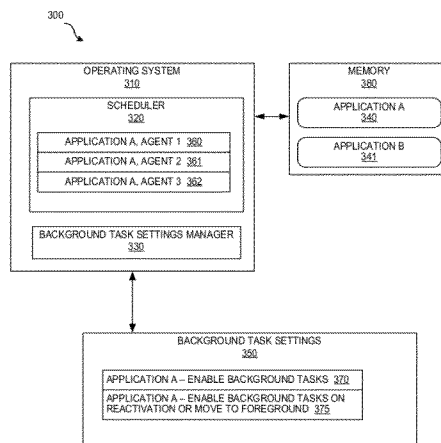 300
OPERATING SYSTEM
310
SCHEDULER
320
APPLICATION A, AGENT 1 360
APPLICATION A, AGENT 2 361
APPLICATION A, AGENT 3 362
BACKGROUND TASK SETTINGS MANAGER
330
MEMORY
380
APPLICATION A
340
APPLICATION B
341
BACKGROUND TASK SETTINGS
350
APPLICATION A – ENABLE BACKGROUND TASKS 370
APPLICATION A – ENABLE BACKGROUND TASKS ON
REACTIVATION OR MOVE TO FOREGROUND 375